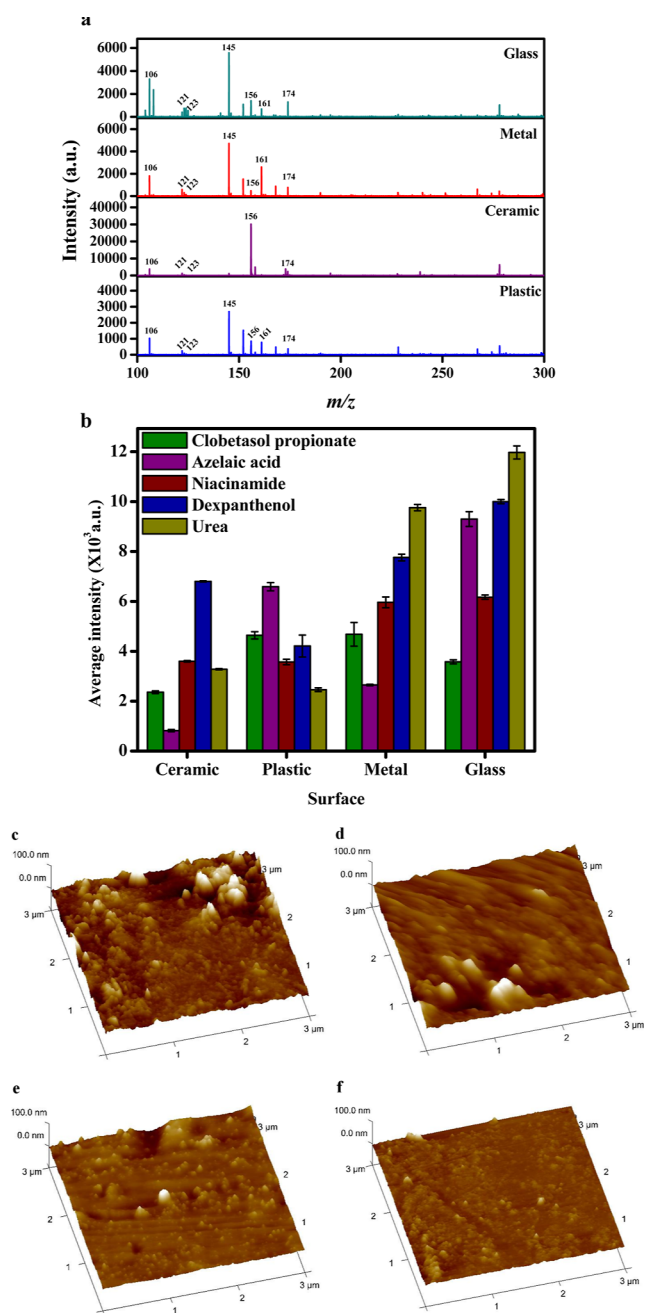 a
Intensity (a.u.)
6000
4000
2000
0
106
121
123
145
156
161
174
Glass
6000
4000
2000
0
106
121
123
145
156
161
174
Metal
40000
30000
20000
10000
0
106
121
123
156
174
Ceramic
4000
3000
2000
1000
0
106
121
123
145
156
161
174
Plastic
100 150 200 250 300
m/z
b
Average intensity (X10³a.u.)
12
10
8
6
4
2
0
Clobetasol propionate
Azelaic acid
Niacinamide
Dexpanthenol
Urea
Ceramic Plastic Metal Glass
Surface
c
100.0 nm
0.0 nm
3 μm
2
1
1
2
3 μm
3 μm
2
1
d
100.0 nm
0.0 nm
3 μm
2
1
1
2
3 μm
3 μm
2
1
e
100.0 nm
0.0 nm
3 μm
2
1
1
2
3 μm
3 μm
2
1
f
100.0 nm
0.0 nm
3 μm
2
1
1
2
3 μm
3 μm
2
1